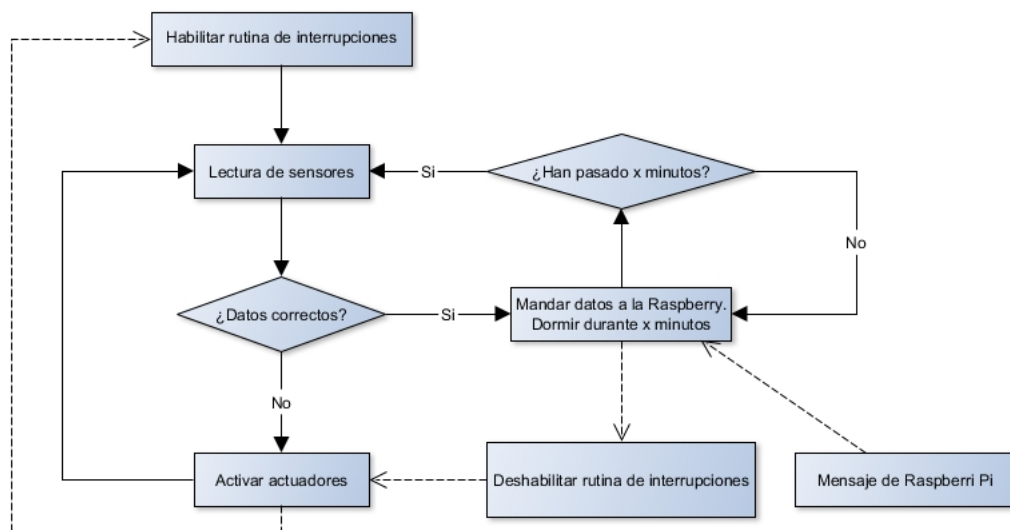 Habilitar rutina de interrupciones
Lectura de sensores
Si
¿Han pasado x minutos?
No
¿Datos correctos?
Si
Mandar datos a la Raspberry.
Dormir durante x minutos
No
Activar actuadores
Deshabilitar rutina de interrupciones
Mensaje de Raspberri Pi